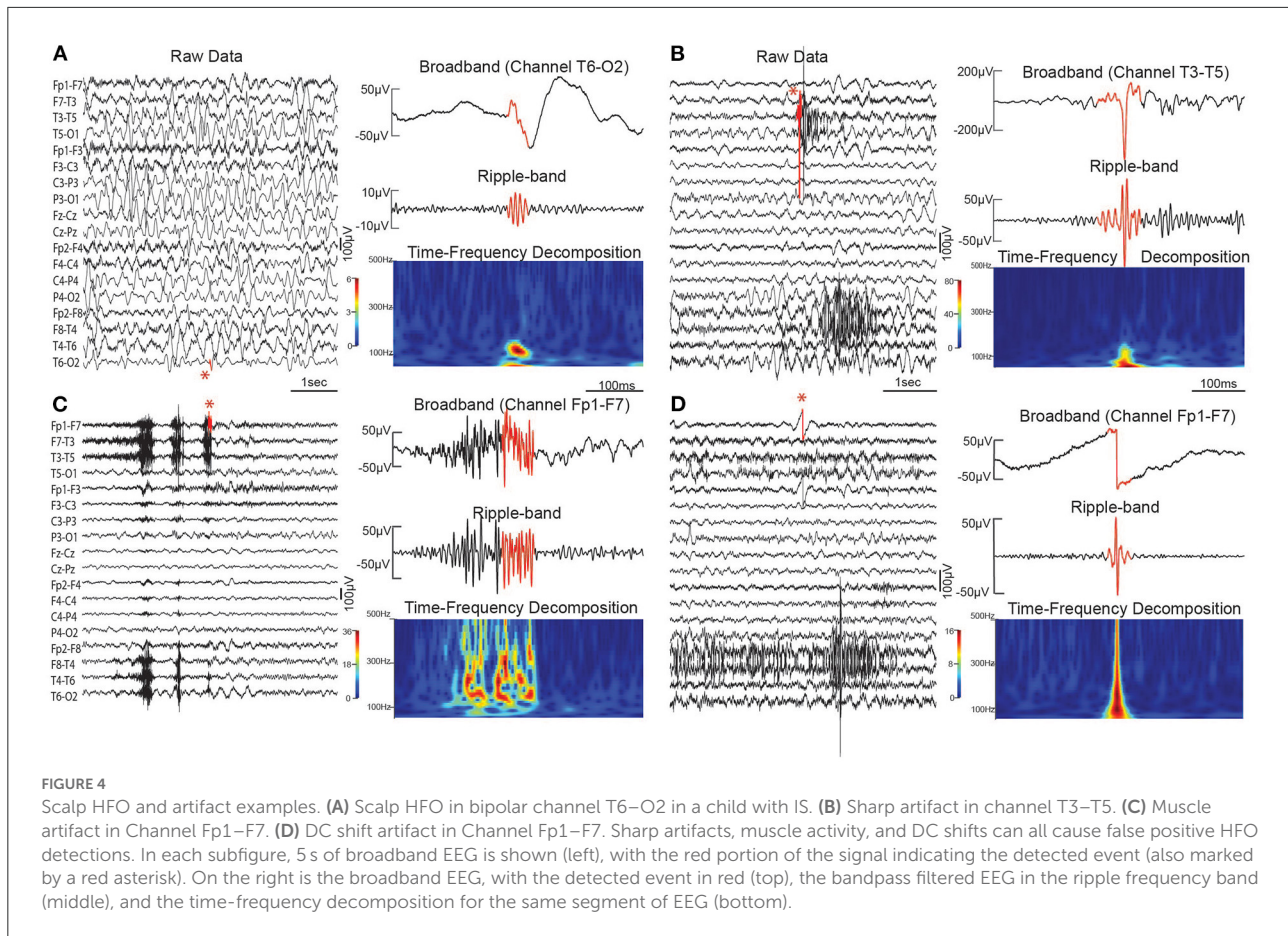 A
Raw Data
Fp1-F7
F7-T3
T3-T5
T5-O1
Fp1-F3
F3-C3
C3-P3
P3-O1
Fz-Cz
Cz-Pz
Fp2-F4
F4-C4
C4-P4
P4-O2
Fp2-F8
F8-T4
T4-T6
T6-O2
*
100µV
1sec
Broadband (Channel T6-O2)
50µV
-50µV
Ripple-band
10µV
-10µV
Time-Frequency Decomposition
6
3
0
500Hz
300Hz
100Hz
100ms
B
Raw Data
*
100µV
1sec
Broadband (Channel T3-T5)
200µV
-200µV
Ripple-band
50µV
-50µV
Time-Frequency Decomposition
80
40
0
500Hz
300Hz
100Hz
100ms
C
*
Fp1-F7
F7-T3
T3-T5
T5-O1
Fp1-F3
F3-C3
C3-P3
P3-O1
Fz-Cz
Cz-Pz
Fp2-F4
F4-C4
C4-P4
P4-O2
Fp2-F8
F8-T4
T4-T6
T6-O2
100µV
Broadband (Channel Fp1-F7)
50µV
-50µV
Ripple-band
50µV
-50µV
Time-Frequency Decomposition
36
18
0
500Hz
300Hz
100Hz
D
*
100µV
Broadband (Channel Fp1-F7)
50µV
-50µV
Ripple-band
50µV
-50µV
Time-Frequency Decomposition
16
8
0
500Hz
300Hz
100Hz
FIGURE 4
Scalp HFO and artifact examples. (A) Scalp HFO in bipolar channel T6–O2 in a child with IS. (B) Sharp artifact in channel T3–T5. (C) Muscle
artifact in Channel Fp1–F7. (D) DC shift artifact in Channel Fp1–F7. Sharp artifacts, muscle activity, and DC shifts can all cause false positive HFO
detections. In each subfigure, 5 s of broadband EEG is shown (left), with the red portion of the signal indicating the detected event (also marked
by a red asterisk). On the right is the broadband EEG, with the detected event in red (top), the bandpass filtered EEG in the ripple frequency band
(middle), and the time-frequency decomposition for the same segment of EEG (bottom).